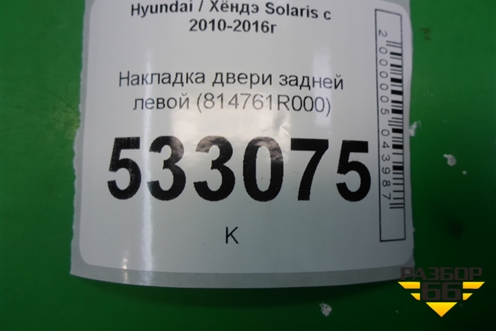 Hyundai / Хёндэ Solaris с
2010-2016г
Накладка двери задней
левой (814761R000)
533075
К
2000005043987
РАЗБОР
66